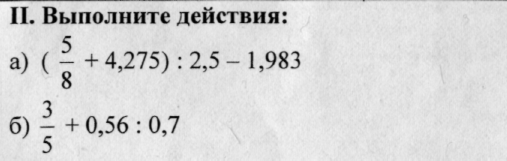 II. Выполните действия:
а) ( 5/8 + 4,275) : 2,5 – 1,983
б) 3/5 + 0,56 : 0,7